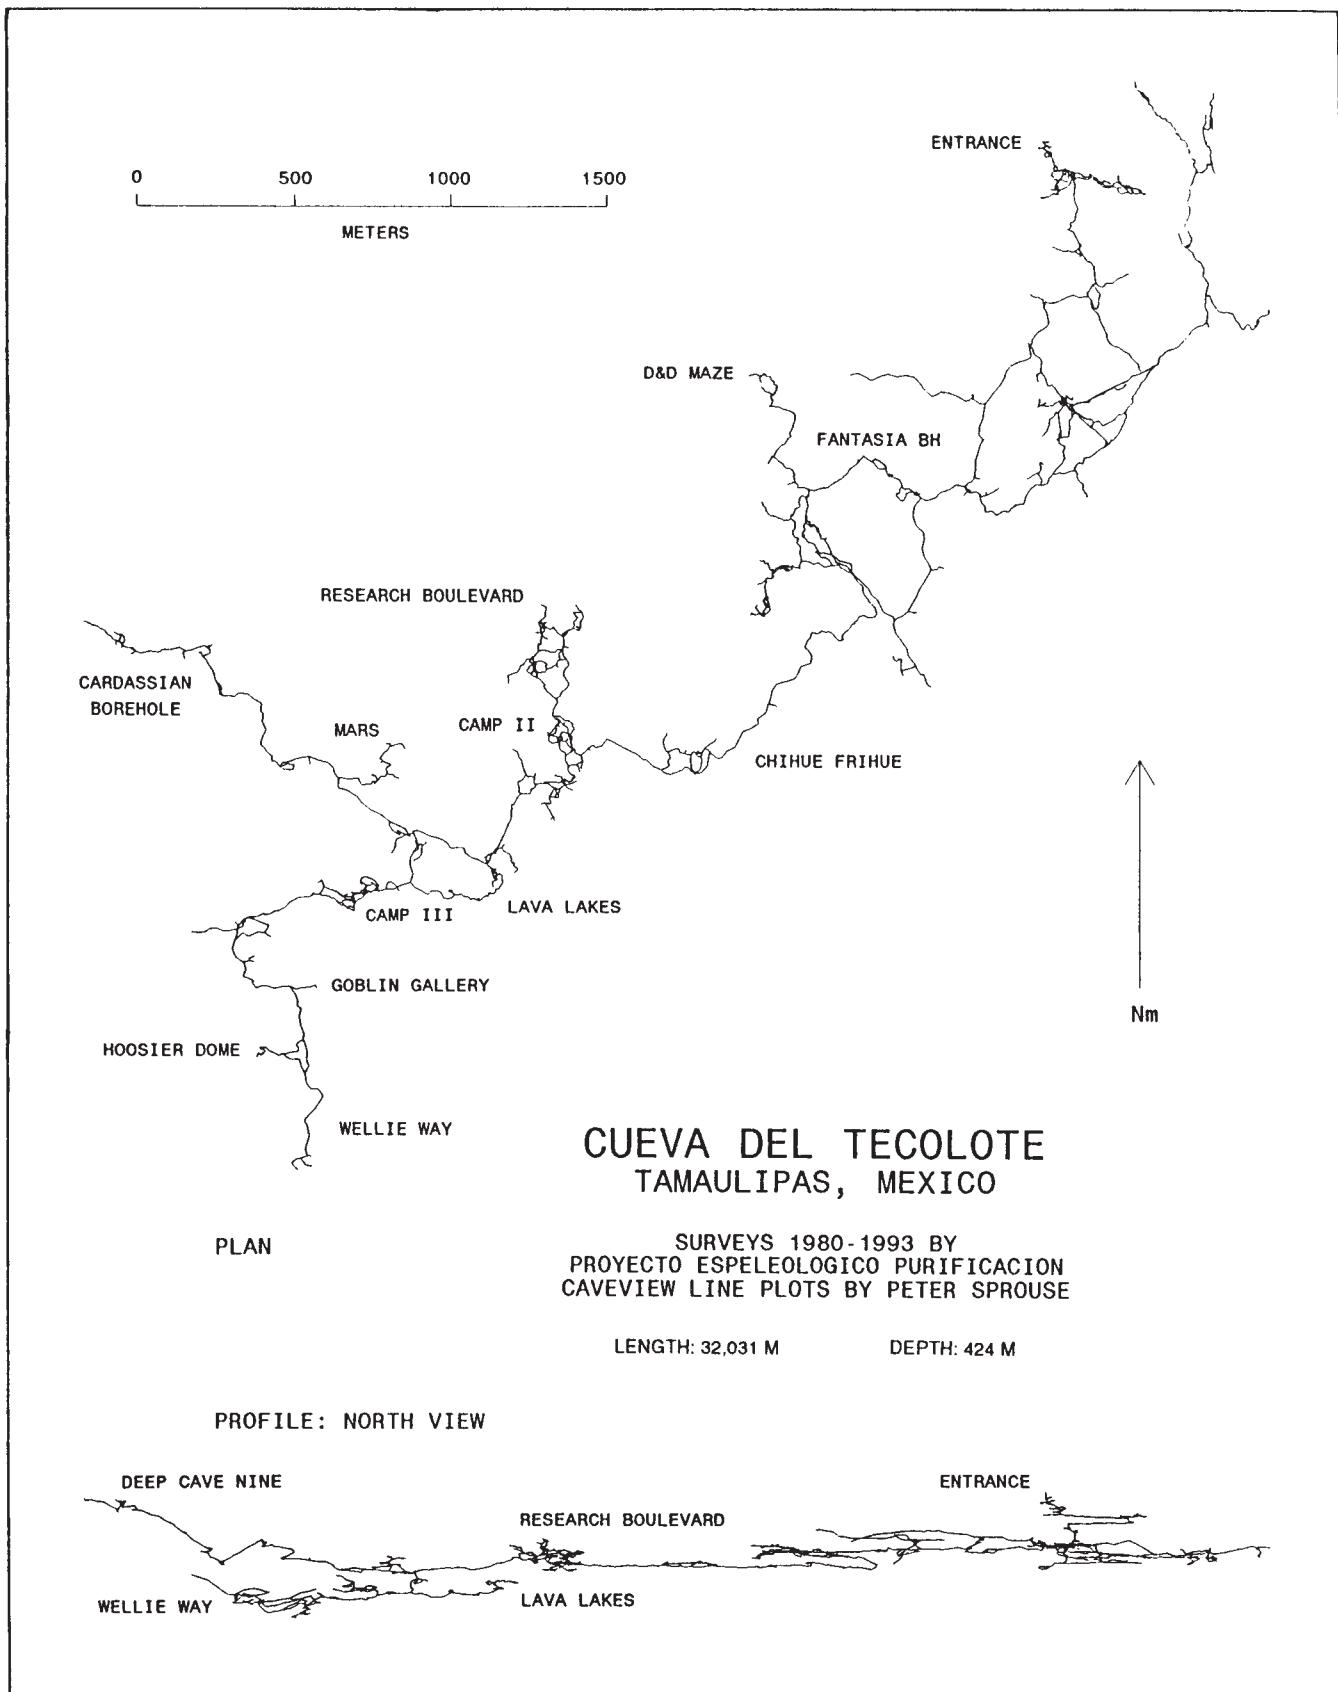 ENTRANCE
0 500 1000 1500
METERS
D&D MAZE
FANTASIA BH
RESEARCH BOULEVARD
CARDASSIAN
BOREHOLE
MARS
CAMP II
CHIHUE FRIHUE
CAMP III
LAVA LAKES
GOBLIN GALLERY
Nm
HOOSIER DOME
WELLIE WAY
CUEVA DEL TECOLOTE
TAMAULIPAS, MEXICO
PLAN
SURVEYS 1980-1993 BY
PROYECTO ESPELEOLOGICO PURIFICACION
CAVEVIEW LINE PLOTS BY PETER SPROUSE
LENGTH: 32,031 M DEPTH: 424 M
PROFILE: NORTH VIEW
DEEP CAVE NINE
ENTRANCE
RESEARCH BOULEVARD
WELLIE WAY
LAVA LAKES